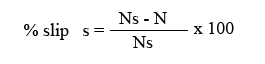 % slip s = Ns - N / Ns x 100